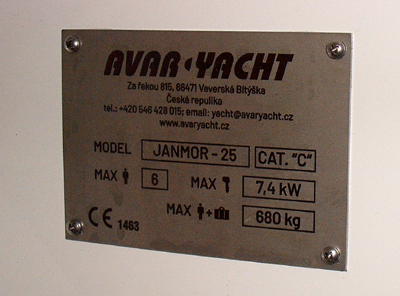 AVAR YACHT
Za řekou 815, 66471 Veverská Bítýška
Česká repulika
tel.: +420 546 428 015; email: yacht@avaryacht.cz
www.avaryacht.cz
MODEL JANMOR - 25 CAT. "C"
MAX 6 MAX 7,4 kW
MAX + 680 kg
CE 1463